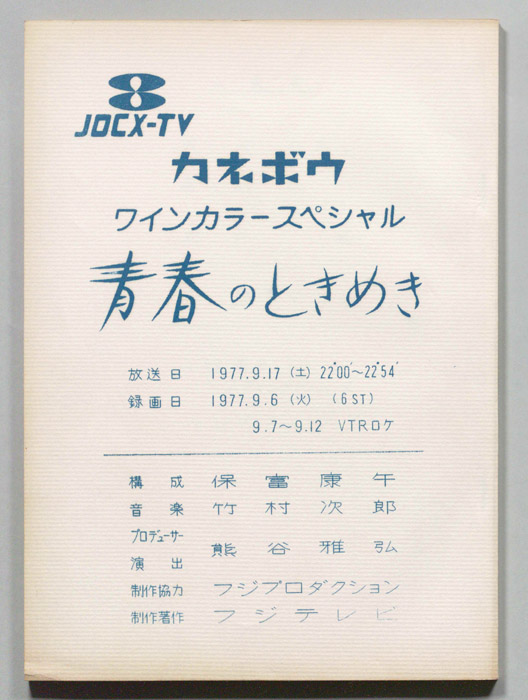 JOCX-TV
カネボウ
ワインカラースペシャル
青春のときめき
放送日 1977.9.17 (土) 22°00'〜22°54'
録画日 1977.9.6 (火) (6ST)
9.7〜9.12 VTRロケ
構成 保富康午
音楽 竹村次郎
プロデューサー
演出 熊谷雅弘
制作協力 フジプロダクション
制作著作 フジテレビ